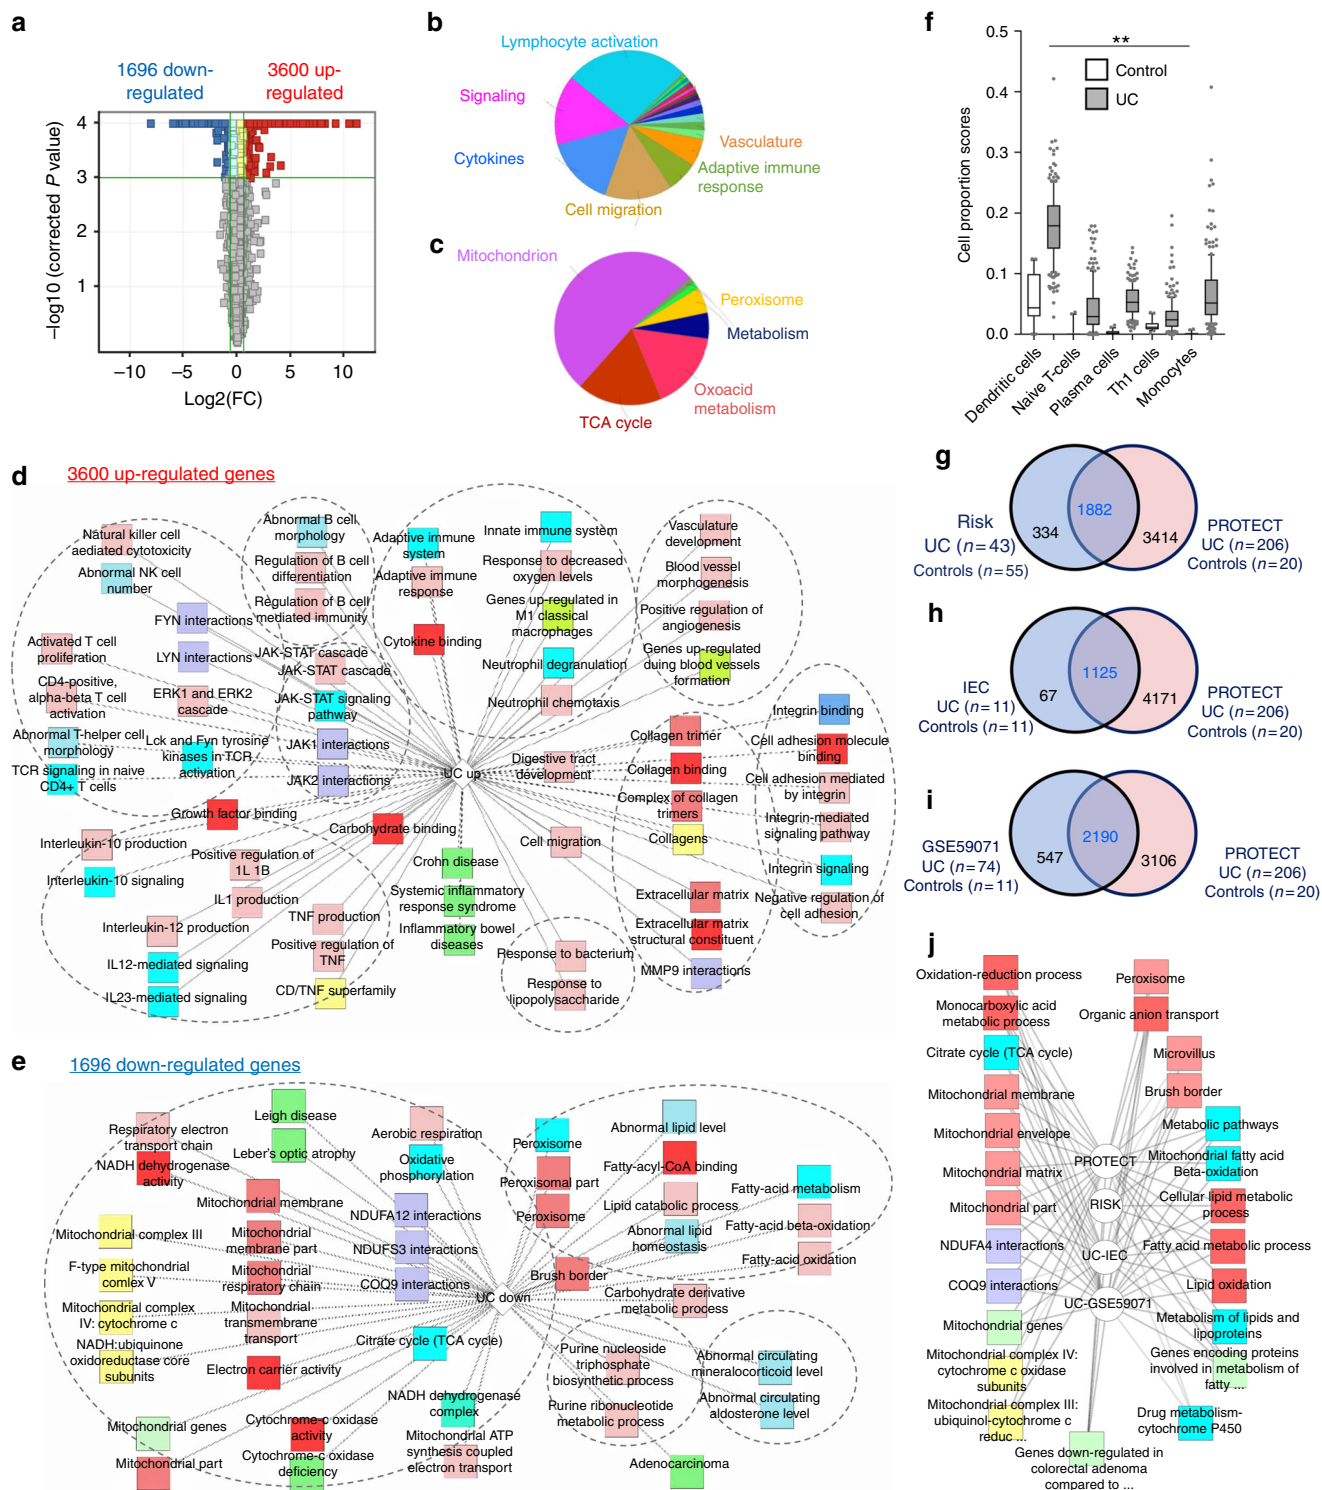 a
1696 down-
regulated
3600 up-
regulated
–log10 (corrected P value)
4
3
2
1
–10
–5
0
5
10
Log2(FC)
b
Lymphocyte activation
Signaling
Cytokines
Cell migration
Vasculature
Adaptive immune
response
c
Mitochondrion
Peroxisome
Metabolism
Oxoacid
metabolism
TCA cycle
f
Cell proportion scores
0.5
0.4
0.3
0.2
0.1
0.0
**
Control
UC
Dendritic cells
Naive T-cells
Plasma cells
Th1 cells
Monocytes
d
3600 up-regulated genes
Natural killer cell
aediated cytotoxicity
Abnormal NK cell
number
Abnormal B cell
morphology
Regulation of B cell
differentiation
Regulation of B cell
mediated immunity
Adaptive immune
system
Adaptive immune
response
Cytokine binding
Innate immune system
Response to decreased
oxygen levels
Genes up-regulated in
M1 classical
macrophages
Neutrophil degranulation
Neutrophil chemotaxis
Vasculature
development
Blood vessel
morphogenesis
Positive regulation of
angiogenesis
Genes up-regulated
duing blood vessels
formation
FYN interactions
LYN interactions
ERK1 and ERK2
cascade
Lck and Fyn tyrosine
kinases in TCR
activation
Activated T cell
proliferation
CD4-positive,
alpha-beta T cell
activation
Abnormal T-helper cell
morphology
TCR signaling in naive
CD4+ T cells
JAK-STAT cascade
JAK-STAT cascade
JAK-STAT signaling
pathway
JAK1 interactions
JAK2 interactions
UC up
Digestive tract
development
Integrin binding
Cell adhesion molecule
binding
Cell adhesion mediated
by integrin
Integrin-mediated
signaling pathway
Integrin signaling
Negative regulation of
cell adhesion
Collagen trimer
Collagen binding
Complex of collagen
trimers
Collagens
Extracellular matrix
Extracellular matrix
structural constituent
MMP9 interactions
Growth factor binding
Carbohydrate binding
Cell migration
Interleukin-10 production
Interleukin-10 signaling
Positive regulation of
1L 1B
IL1 production
Interleukin-12 production
IL12-mediated signaling
IL23-mediated signaling
TNF production
Positive regulation of
TNF
CD/TNF superfamily
Crohn disease
Systemic inflammatory
response syndrome
Inflammatory bowel
diseases
Response to bacterium
Response to
lipopolysaccharide
e
1696 down-regulated genes
Respiratory electron
transport chain
NADH dehydrogenase
activity
Leigh disease
Leber's optic atrophy
Aerobic respiration
Oxidative
phosphorylation
Mitochondrial membrane
Mitochondrial
membrane part
Mitochondrial
respiratory chain
Mitochondrial
transmembrane
transport
NDUFA12 interactions
NDUFS3 interactions
COQ9 interactions
Mitochondrial complex III
F-type mitochondrial
comlex V
Mitochondrial complex
IV: cytochrome c
NADH:ubiquinone
oxidoreductase core
subunits
Electron carrier activity
Citrate cycle (TCA cycle)
UC down
NADH dehydrogenase
complex
Mitochondrial ATP
synthesis coupled
electron transport
Mitochondrial genes
Mitochondrial part
Cytochrome-c oxidase
activity
Cytochrome-c oxidase
deficiency
Peroxisome
Peroxisomal part
Peroxisome
Brush border
Abnormal lipid level
Fatty-acyl-CoA binding
Lipid catabolic process
Abnormal lipid
homeostasis
Fatty-acid metabolism
Fatty-acid beta-oxidation
Fatty-acid oxidation
Carbohydrate derivative
metabolic process
Purine nucleoside
triphosphate
biosynthetic process
Purine ribonucleotide
metabolic process
Abnormal circulating
mineralocorticoid level
Abnormal circulating
aldosterone level
Adenocarcinoma
g
Risk
UC (n=43)
Controls (n=55)
334
1882
3414
PROTECT
UC (n=206)
Controls (n=20)
h
IEC
UC (n=11)
Controls (n=11)
67
1125
4171
PROTECT
UC (n=206)
Controls (n=20)
i
GSE59071
UC (n=74)
Controls (n=11)
547
2190
3106
PROTECT
UC (n=206)
Controls (n=20)
j
Oxidation-reduction process
Monocarboxylic acid
metabolic process
Citrate cycle (TCA cycle)
Mitochondrial membrane
Mitochondrial envelope
Mitochondrial matrix
Mitochondrial part
NDUFA4 interactions
COQ9 interactions
Mitochondrial genes
Mitochondrial complex IV:
cytochrome c oxidase
subunits
Mitochondrial complex III:
ubiquinol-cytochrome c
reduc ...
Genes down-regulated in
colorectal adenoma
compared to ...
Peroxisome
Organic anion transport
Microvillus
Brush border
Metabolic pathways
Mitochondrial fatty acid
Beta-oxidation
Cellular lipid metabolic
process
Fatty acid metabolic process
Lipid oxidation
Metabolism of lipids and
lipoproteins
Genes encoding proteins
involved in metabolism of
fatty ...
Drug metabolism-
cytochrome P450
PROTECT
RISK
UC-IEC
UC-GSE59071